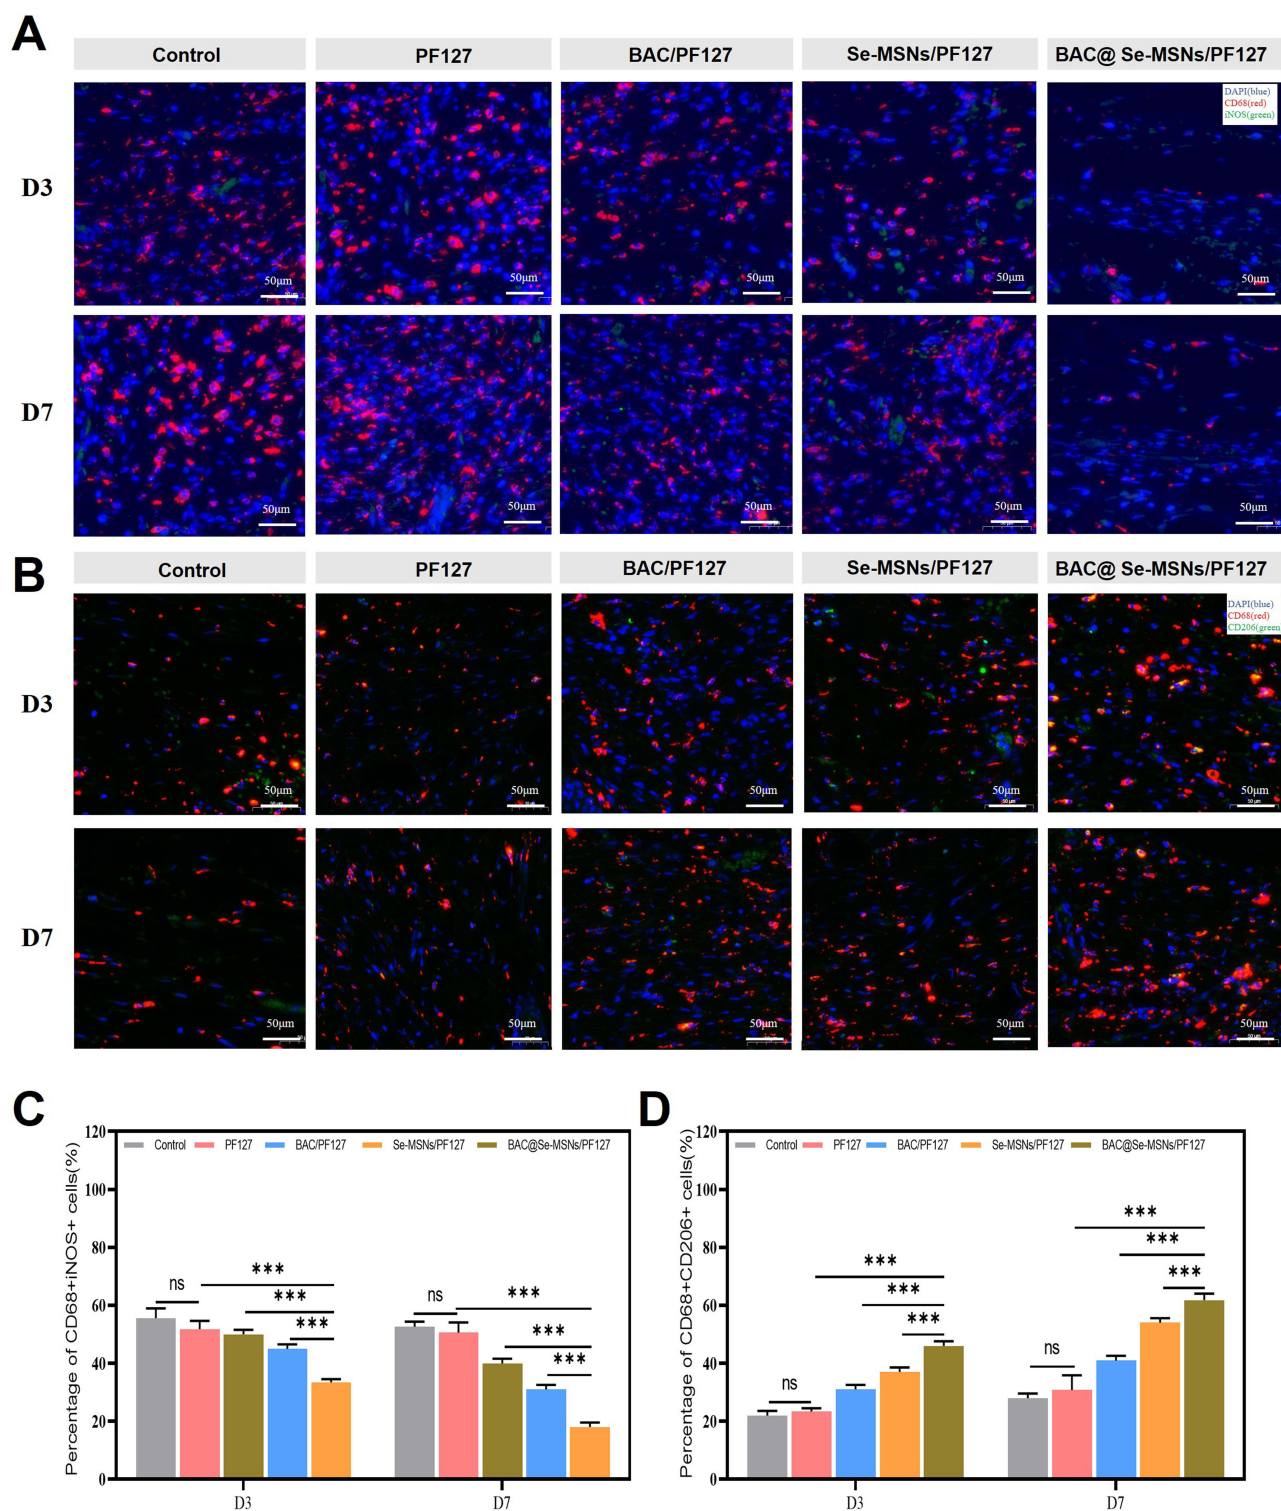 A
Control
PF127
BAC/PF127
Se-MSNs/PF127
BAC@ Se-MSNs/PF127
DAPI(blue)
CD68(red)
iNOS(green)
D3
50μm
50μm
50μm
50μm
50μm
D7
50μm
50μm
50μm
50μm
50μm
B
Control
PF127
BAC/PF127
Se-MSNs/PF127
BAC@ Se-MSNs/PF127
DAPI(blue)
CD68(red)
CD206(green
D3
50μm
50μm
50μm
50μm
50μm
D7
50μm
50μm
50μm
50μm
50μm
C
Percentage of CD68+iNOS+ cells(%)
120
100
80
60
40
20
0
Control PF127 BAC/PF127 Se-MSNs/PF127 BAC@Se-MSNs/PF127
ns
***
***
***
ns
***
***
***
D3
D7
D
Percentage of CD68+CD206+ cells(%)
120
100
80
60
40
20
0
Control PF127 BAC/PF127 Se-MSNs/PF127 BAC@Se-MSNs/PF127
ns
***
***
***
ns
***
***
***
D3
D7